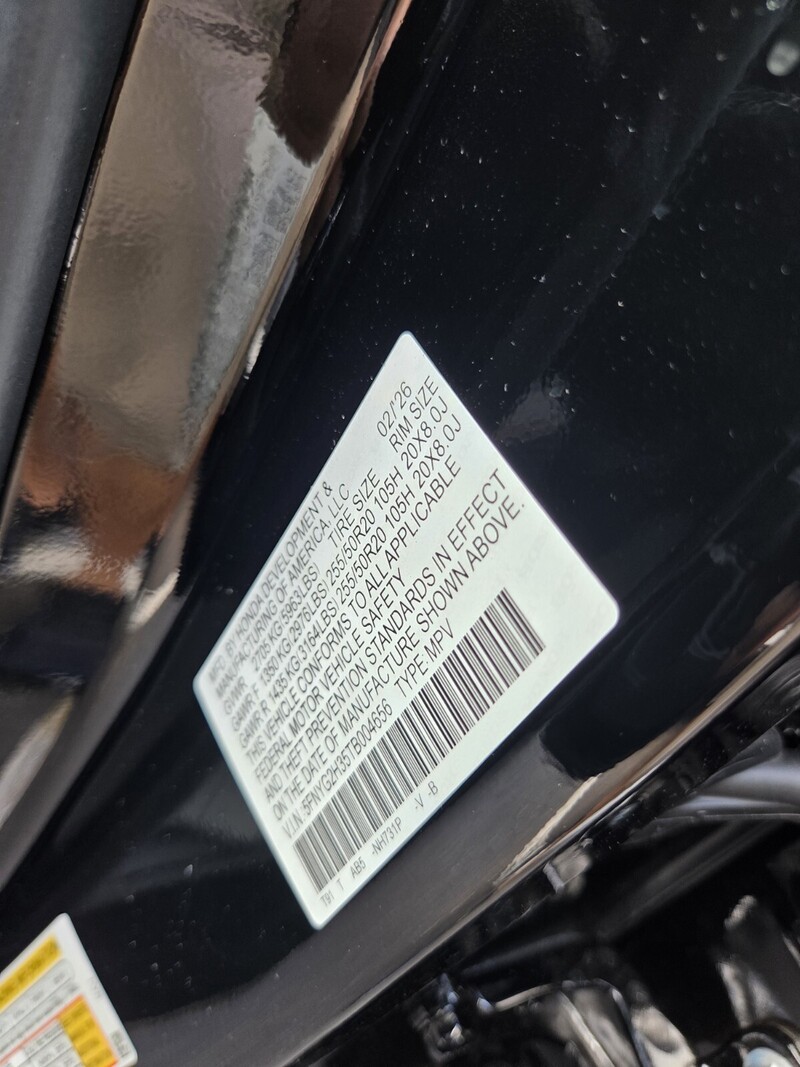 MFD. BY HONDA DEVELOPMENT & 02/'26
MANUFACTURING OF AMERICA, LLC
GVWR 2705 KG(5963LBS) TIRE SIZE RIM SIZE
GAWR F 1350 KG(2976LBS) 255/50R20 105H 20X8.0J
GAWR R 1435 KG(3164LBS) 255/50R20 105H 20X8.0J
THIS VEHICLE CONFORMS TO ALL APPLICABLE
FEDERAL MOTOR VEHICLE SAFETY
AND THEFT PREVENTION STANDARDS IN EFFECT
ON THE DATE OF MANUFACTURE SHOWN ABOVE.
V.I.N.: 5FNYG2H35TB004656 TYPE:MPV
T91 T AB5 -NH731P -V -B